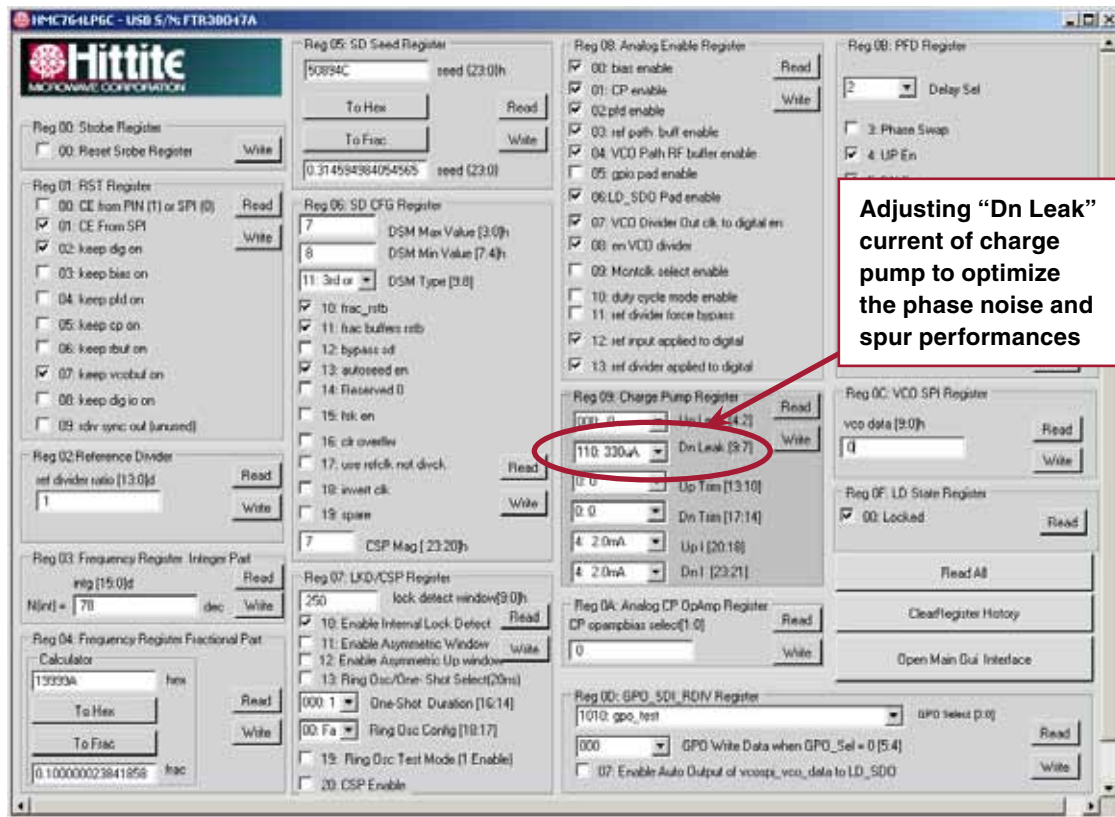 HMC764LP6C - USB S/N: FTR30O47A
Hittite
MICROWAVE CORPORATION
Reg 00: Strobe Register
00: Reset Srobe Register
Write
Reg 01: RST Register
00: CE from PIN (1) or SPI (0)
Read
01: CE From SPI
Write
02: keep dig on
03: keep bias on
04: keep pfd on
05: keep cp on
06: keep rbuf on
07: keep vcobuf on
08: keep dig io on
09: rdiv sync out (unused)
Reg 02:Reference Divider
ref divider ratio [13:0]d
Read
1
Write
Reg 03: Frequency Register Integer Part
intg [15:0]d
Read
N(int) = 78 dec
Write
Reg 04: Frequency Register Fractional Part
Calculator
19999A hex
To Hex
Read
To Frac
Write
0.100000023841858 frac
Reg 05: SD Seed Register
50894C seed (23:0)h
To Hex
Read
To Frac
Write
0.314594984054565 seed (23:0)
Reg 06: SD CFG Register
7 DSM Max Value [3:0]h
8 DSM Min Value [7:4]h
11: 3rd or DSM Type [9:8]
10: frac_rstb
11: frac buffers rstb
12: bypass sd
13: autoseed en
14: Reserved 0
15: hsk en
16: clr overflw
17: use refclk not divck
Read
18: invert clk
Write
19: spare
7 CSP Mag [ 23:20]h
Reg 07: LKD/CSP Register
250 lock detect window[9:0]h
10: Enable Internal Lock Detect
Read
11: Enable Asymmetric Window
Write
12: Enable Asymmetric Up window
13: Ring Osc/One- Shot Select(20ns)
000: 1 One-Shot Duration [16:14]
00: Fa Ring Osc Config [18:17]
19: Ring Osc Test Mode (1 Enable)
20: CSP Enable
Reg 08: Analog Enable Register
00: bias enable
Read
01: CP enable
Write
02:pfd enable
03: ref path buff enable
04: VCO Path RF buffer enable
05: gpio pad enable
06:LD_SDO Pad enable
07: VCO Divider Out clk to digital en
08: en VCO divider
09: Montclk select enable
10: duty cycle mode enable
11: ref divider force bypass
12: ref input applied to digital
13: ref divider applied to digital
Reg 09: Charge Pump Register
Read
110: 330uA Dn Leak [9:7]
Write
0: 0 Up Trim [13:10]
0: 0 Dn Trim [17:14]
4: 2.0mA Up I [20:18]
4: 2.0mA Dn I [23:21]
Reg 0A: Analog CP OpAmp Register
CP opampbias select[1:0]
Read
0
Write
Reg 0B: PFD Register
2 Delay Sel
3: Phase Swap
4: UP En
Adjusting “Dn Leak”
current of charge
pump to optimize
the phase noise and
spur performances
Reg 0C: VCO SPI Register
vco data [9:0]h
Read
0
Write
Reg 0F: LD State Register
00: Locked
Read
Read All
ClearRegister History
Open Main Gui Interface
Reg 0D: GPO_SDI_RDIV Register
1010: gpo_test GPO Select [3:0]
Read
000 GPO Write Data when GPO_Sel = 0 [5:4]
07: Enable Auto Output of vcospi_vco_data to LD_SDO
Write